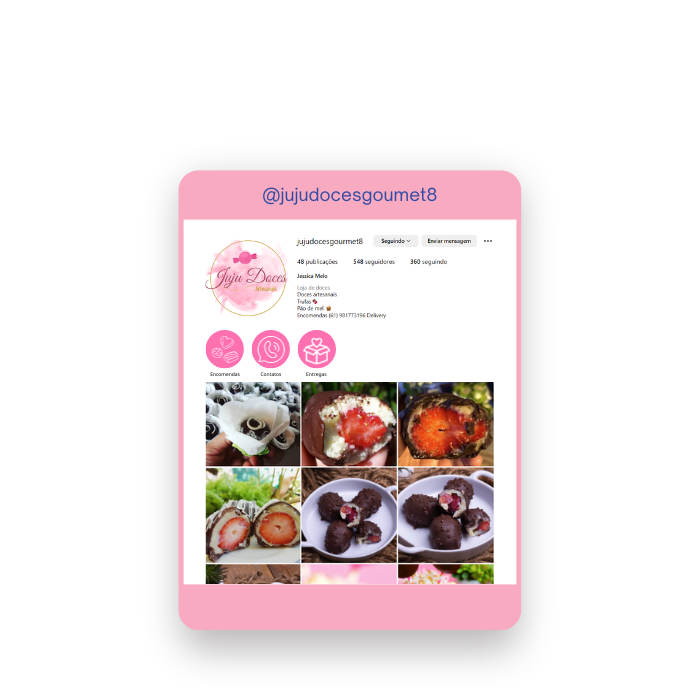 @jujudocesgoumet8
jujudocesgourmet8 Seguindo Enviar mensagem
48 publicações 548 seguidores 360 seguindo
Jessica Melo
Loja de doces
Doces artesanais
Trufas
Pão de mel
Encomendas (61) 981773196 Delivery
Juju Doces
Artesanais
Encomendas Contatos Entregas